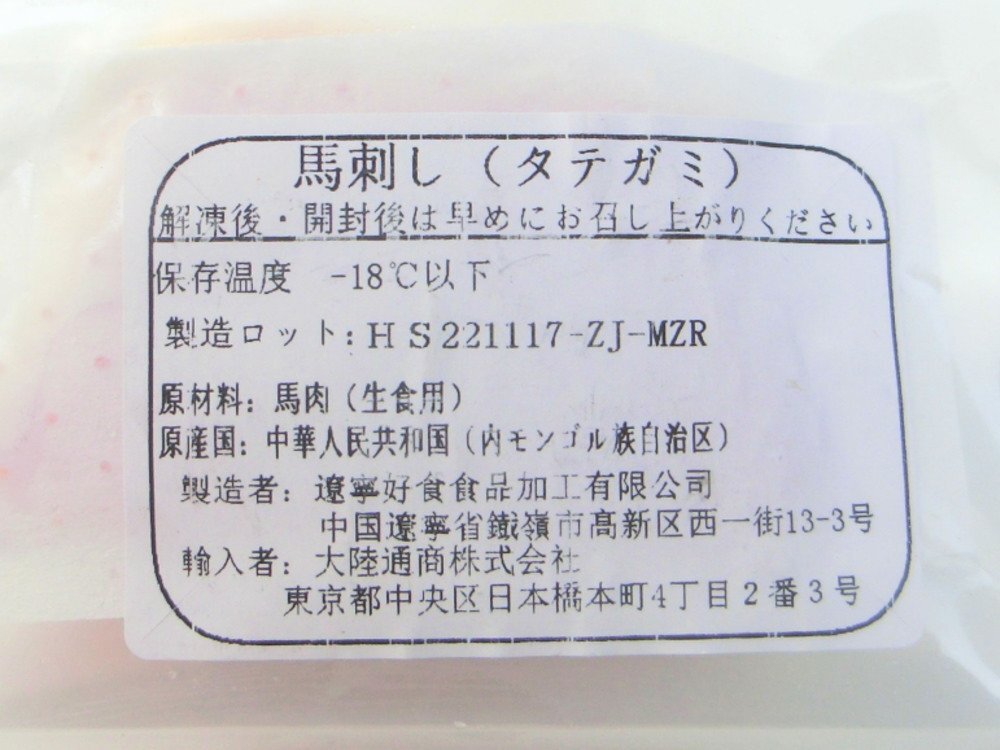 馬刺し（タテガミ）
解凍後・開封後は早めにお召し上がりください
保存温度　-18℃以下
製造ロット：HS221117-ZJ-MZR
原材料：馬肉（生食用）
原産国：中華人民共和国（内モンゴル族自治区）
製造者：遼寧好食食品加工有限公司
中国遼寧省鐵嶺市高新区西一街13-3号
輸入者：大陸通商株式会社
東京都中央区日本橋本町4丁目2番3号